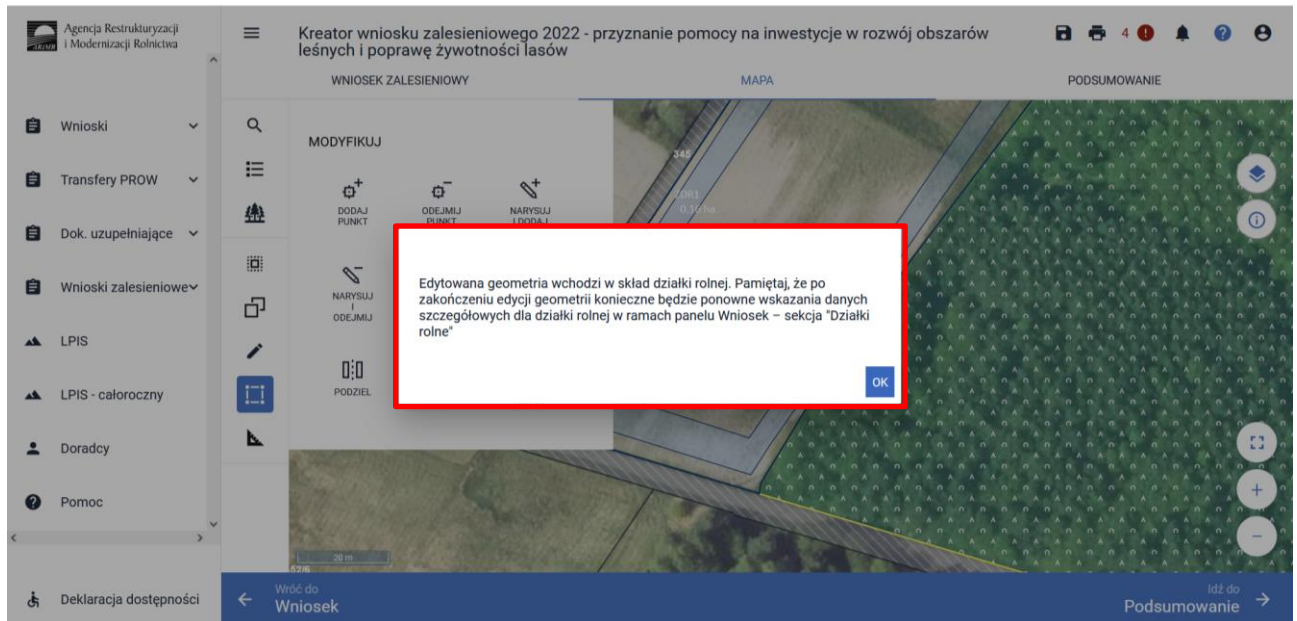 Agencja Restrukturyzacji
i Modernizacji Rolnictwa
ARiMR
Kreator wniosku zalesieniowego 2022 - przyznanie pomocy na inwestycje w rozwój obszarów
leśnych i poprawę żywotności lasów
4
WNIOSEK ZALESIENIOWY
MAPA
PODSUMOWANIE
Wnioski
Transfery PROW
Dok. uzupełniające
Wnioski zalesieniowe
LPIS
LPIS - całoroczny
Doradcy
Pomoc
Deklaracja dostępności
MODYFIKUJ
DODAJ
PUNKT
ODEJMIJ
PUNKT
NARYSUJ
I DODAJ
NARYSUJ
I
ODEJMIJ
PODZIEL
345
0.16 ha
Edytowana geometria wchodzi w skład działki rolnej. Pamiętaj, że po
zakończeniu edycji geometrii konieczne będzie ponowne wskazania danych
szczegółowych dla działki rolnej w ramach panelu Wniosek – sekcja "Działki
rolne"
OK
20 m
52/6
Wróć do
Wniosek
Idź do
Podsumowanie